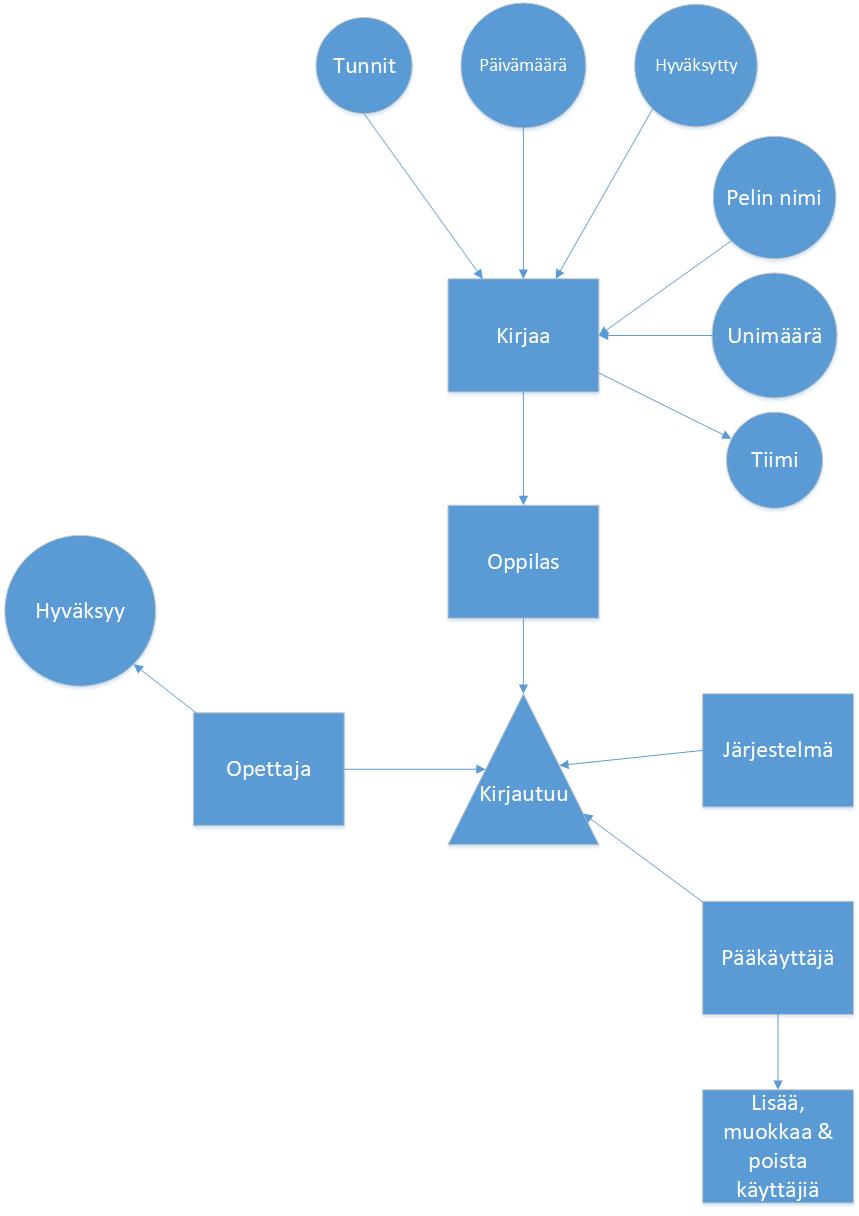 Tunnit
Päivämäärä
Hyväksytty
Pelin nimi
Kirjaa
Unimäärä
Tiimi
Oppilas
Hyväksyy
Järjestelmä
Opettaja
Kirjautuu
Pääkäyttäjä
Lisää,
muokkaa &
poista
käyttäjiä